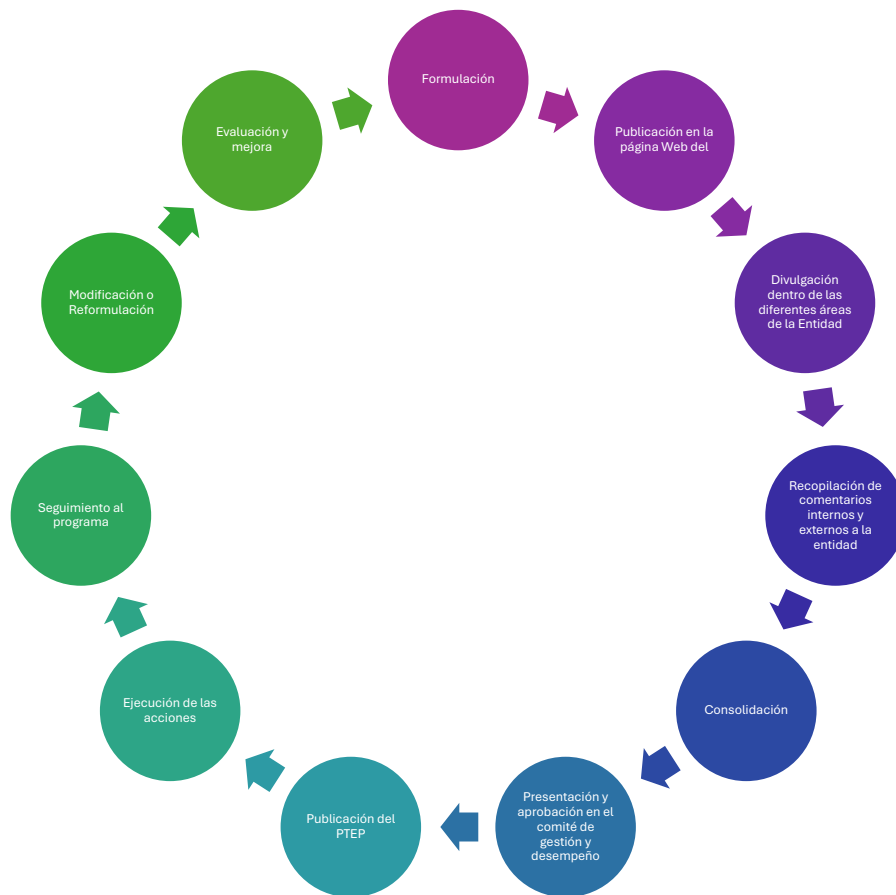 Formulación
Publicación en la
página Web del
Divulgación
dentro de las
diferentes áreas
de la Entidad
Recopilación de
comentarios
internos y
externos a la
entidad
Consolidación
Presentación y
aprobación en el
comité de
gestión y
desempeño
Publicación del
PTEP
Ejecución de las
acciones
Seguimiento al
programa
Modificación o
Reformulación
Evaluación y
mejora